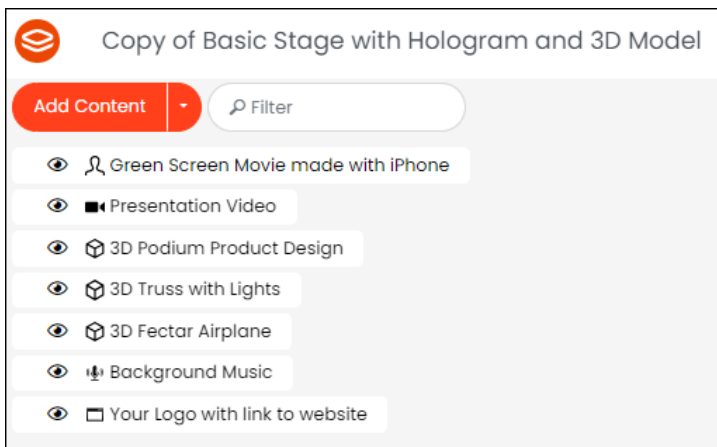 Copy of Basic Stage with Hologram and 3D Model
Add Content
Filter
Green Screen Movie made with iPhone
Presentation Video
3D Podium Product Design
3D Truss with Lights
3D Fectar Airplane
Background Music
Your Logo with link to website